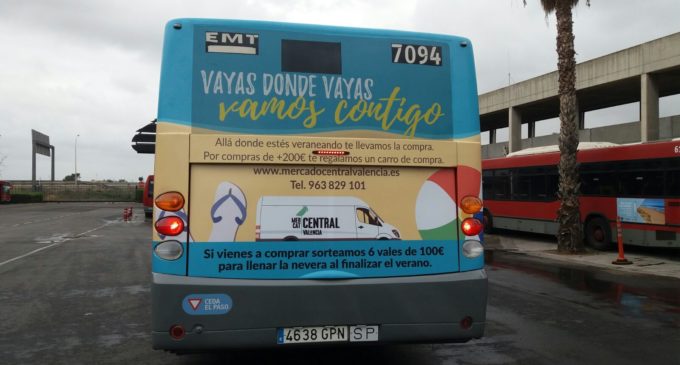 EMT
7094
VAYAS DONDE VAYAS
vamos contigo
Allá donde estés veraneando te llevamos la compra.
Por compras de +200€ te regalamos un carro de compra.
www.mercadocentralvalencia.es
Tel. 963 829 101
MER CAT CENTRAL
VALENCIA
Si vienes a comprar sorteamos 6 vales de 100€
para llenar la nevera al finalizar el verano.
CEDA
EL PASO
4638 GPN SP